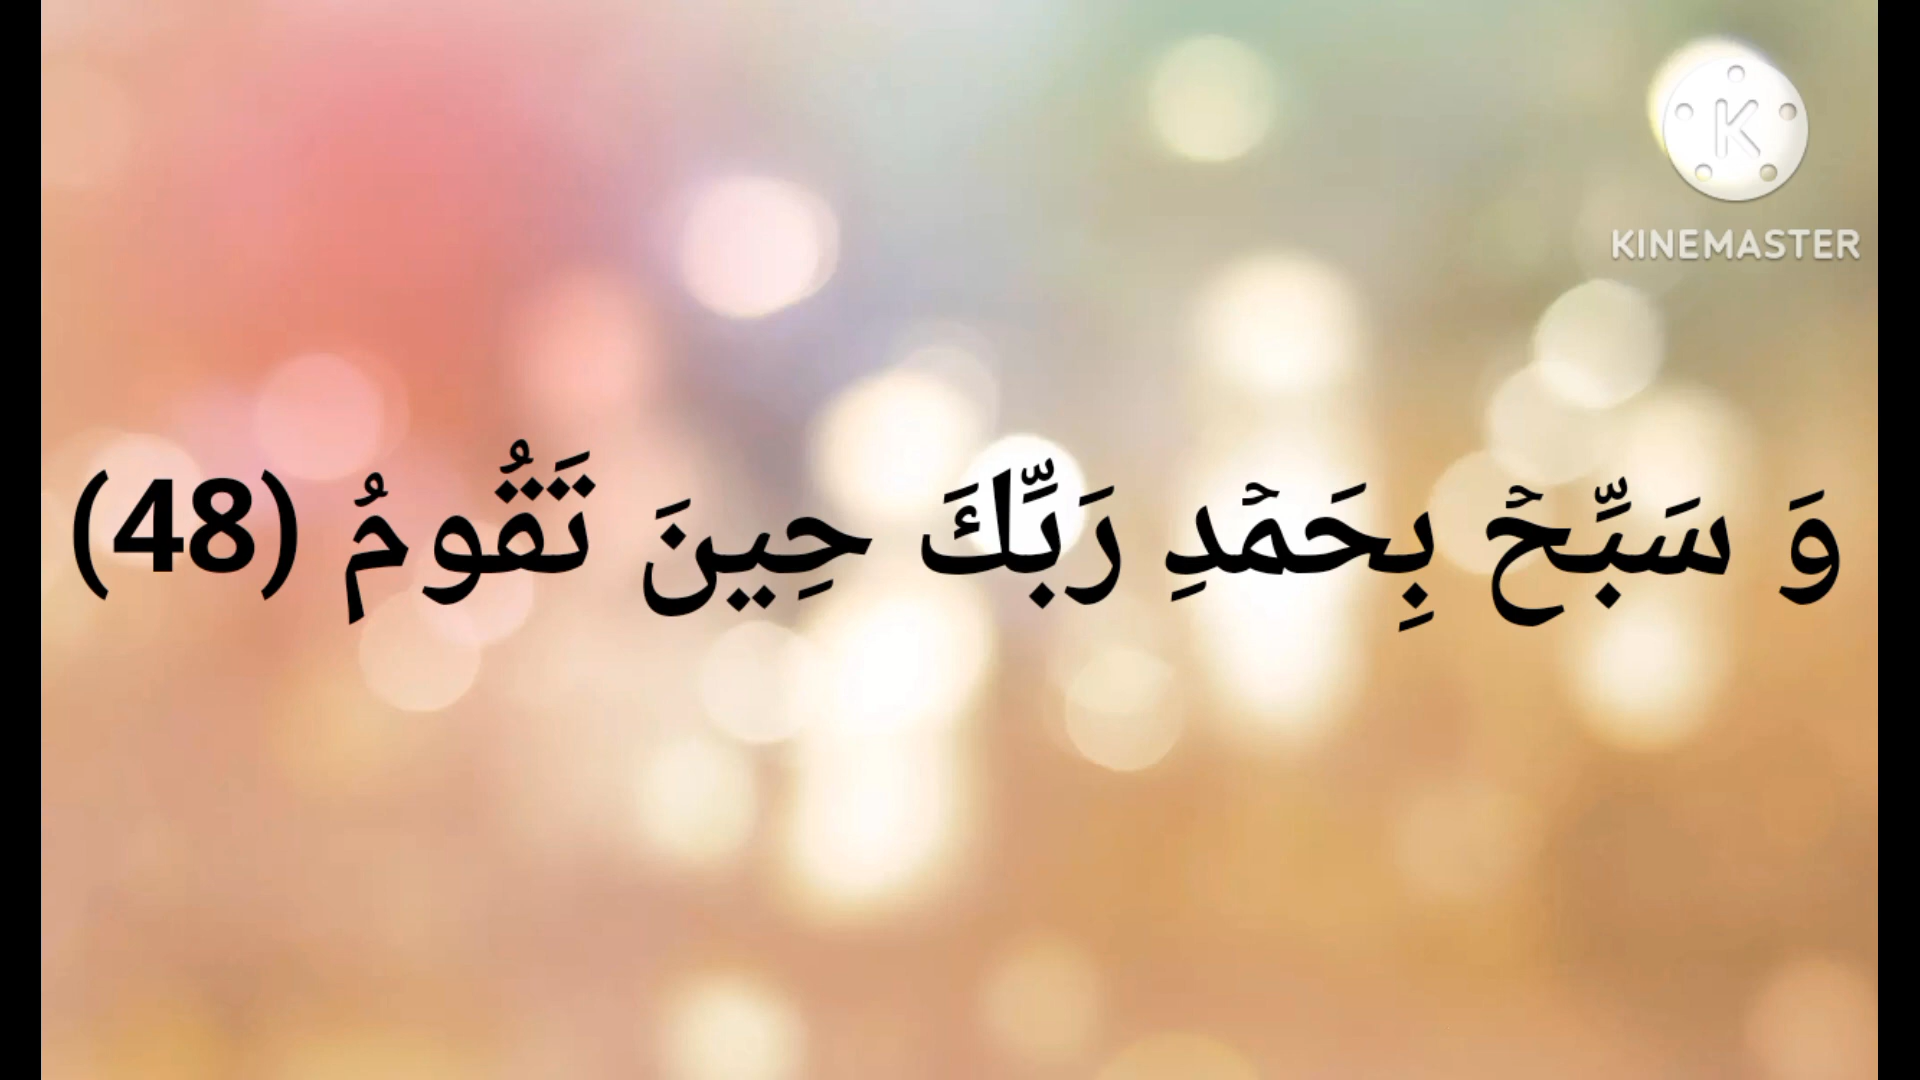 KINEMASTER
وَ سَبِّحۡ بِحَمۡدِ رَبِّكَ حِينَ تَقُومُ (48)